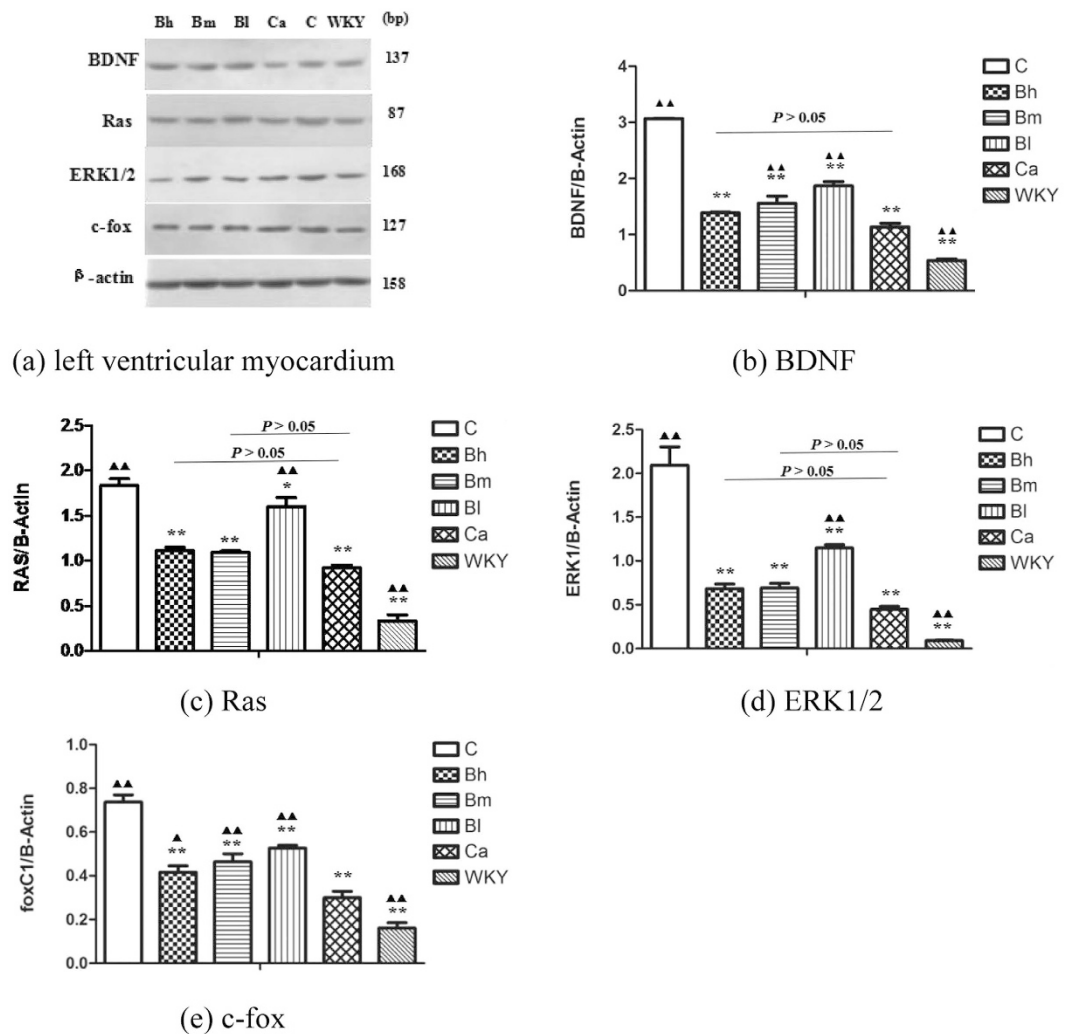 Bh Bm Bl Ca C WKY (bp)
BDNF 137
Ras 87
ERK1/2 168
c-fox 127
β-actin 158
(a) left ventricular myocardium
BDNF/B-Actin
4
3
2
1
0
▲▲
**
▲▲
**
▲▲
**
**
▲▲
**
P > 0.05
C
Bh
Bm
Bl
Ca
WKY
(b) BDNF
RAS/B-Actin
2.5
2.0
1.5
1.0
0.5
0.0
▲▲
**
**
▲▲
*
**
▲▲
**
P > 0.05
P > 0.05
C
Bh
Bm
Bl
Ca
WKY
(c) Ras
ERK1/B-Actin
2.5
2.0
1.5
1.0
0.5
0.0
▲▲
**
**
▲▲
**
**
▲▲
**
P > 0.05
P > 0.05
C
Bh
Bm
Bl
Ca
WKY
(d) ERK1/2
foxC1/B-Actin
1.0
0.8
0.6
0.4
0.2
0.0
▲▲
▲
**
▲▲
**
▲▲
**
**
▲▲
**
C
Bh
Bm
Bl
Ca
WKY
(e) c-fox